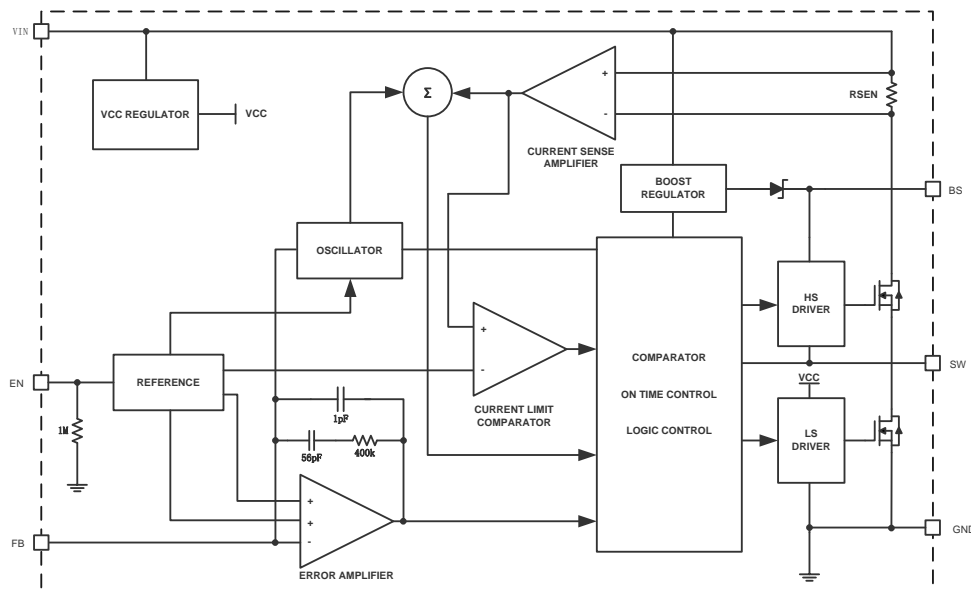 VIN
VCC REGULATOR
VCC
Σ
+
-
CURRENT SENSE
AMPLIFIER
RSEN
BOOST
REGULATOR
BS
OSCILLATOR
HS
DRIVER
+
-
CURRENT LIMIT
COMPARATOR
COMPARATOR
ON TIME CONTROL
LOGIC CONTROL
SW
VCC
LS
DRIVER
EN
REFERENCE
1M
1pF
56pF
400k
+
+
-
ERROR AMPLIFIER
FB
GND